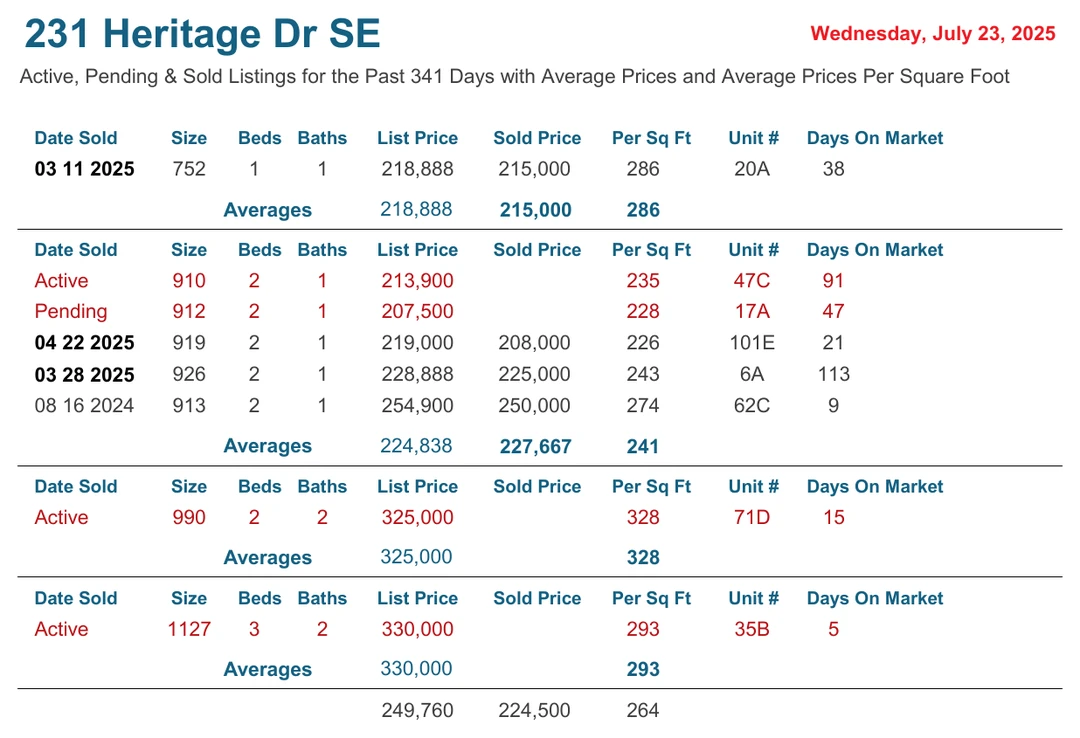 231 Heritage Dr SE
Wednesday, July 23, 2025
Active, Pending & Sold Listings for the Past 341 Days with Average Prices and Average Prices Per Square Foot
Date Sold Size Beds Baths List Price Sold Price Per Sq Ft Unit # Days On Market
03 11 2025 752 1 1 218,888 215,000 286 20A 38
Averages 218,888 215,000 286
Date Sold Size Beds Baths List Price Sold Price Per Sq Ft Unit # Days On Market
Active 910 2 1 213,900 235 47C 91
Pending 912 2 1 207,500 228 17A 47
04 22 2025 919 2 1 219,000 208,000 226 101E 21
03 28 2025 926 2 1 228,888 225,000 243 6A 113
08 16 2024 913 2 1 254,900 250,000 274 62C 9
Averages 224,838 227,667 241
Date Sold Size Beds Baths List Price Sold Price Per Sq Ft Unit # Days On Market
Active 990 2 2 325,000 328 71D 15
Averages 325,000 328
Date Sold Size Beds Baths List Price Sold Price Per Sq Ft Unit # Days On Market
Active 1127 3 2 330,000 293 35B 5
Averages 330,000 293
249,760 224,500 264